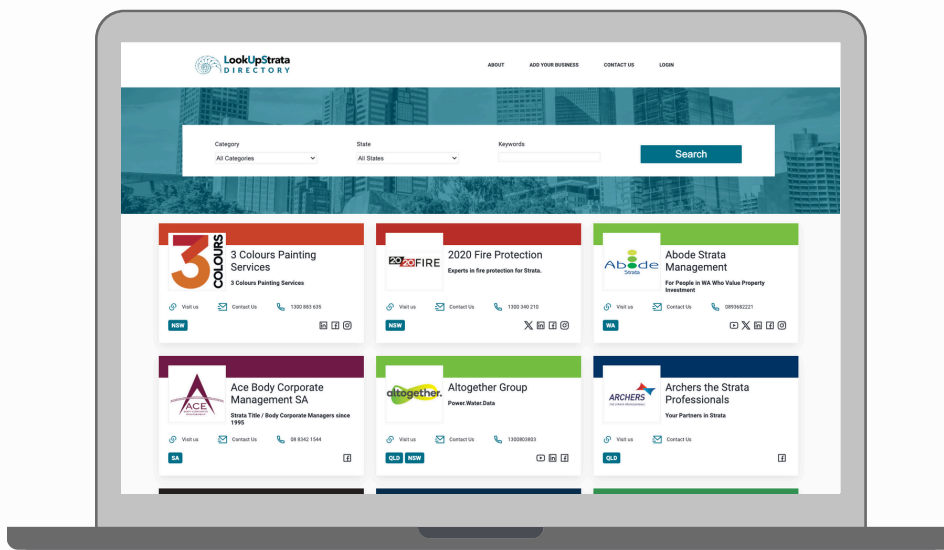 LookUpStrata
DIRECTORY
ABOUT
ADD YOUR BUSINESS
CONTACT US
LOGIN
Category
State
Keywords
All Categories
All States
Search
3 COLOURS
3 Colours Painting
Services
3 Colours Painting Services
Visit us
Contact Us
1300 883 635
NSW
2020 FIRE
2020 Fire Protection
Experts in fire protection for Strata.
Visit us
Contact Us
1300 340 210
NSW
Abode
Strata
Abode Strata
Management
For People in WA Who Value Property
Investment
Visit us
Contact Us
0893682221
WA
ACE
Ace Body Corporate
Management SA
Strata Title / Body Corporate Managers since
1995
Visit us
Contact Us
08 8342 1544
SA
altogether.
Altogether Group
Power.Water.Data
Visit us
Contact Us
1300803803
QLD
NSW
ARCHERS
THE STRATA PROFESSIONALS
Archers the Strata
Professionals
Your Partners in Strata
Visit us
Contact Us
QLD